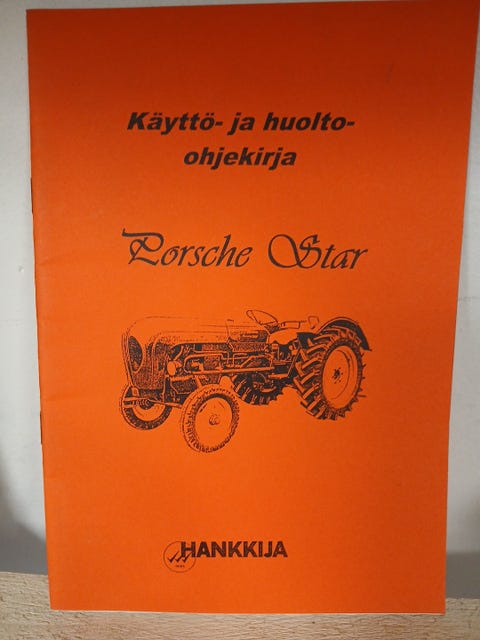 Käyttö- ja huolto-
ohjekirja
Porsche Star
HANKKIJA